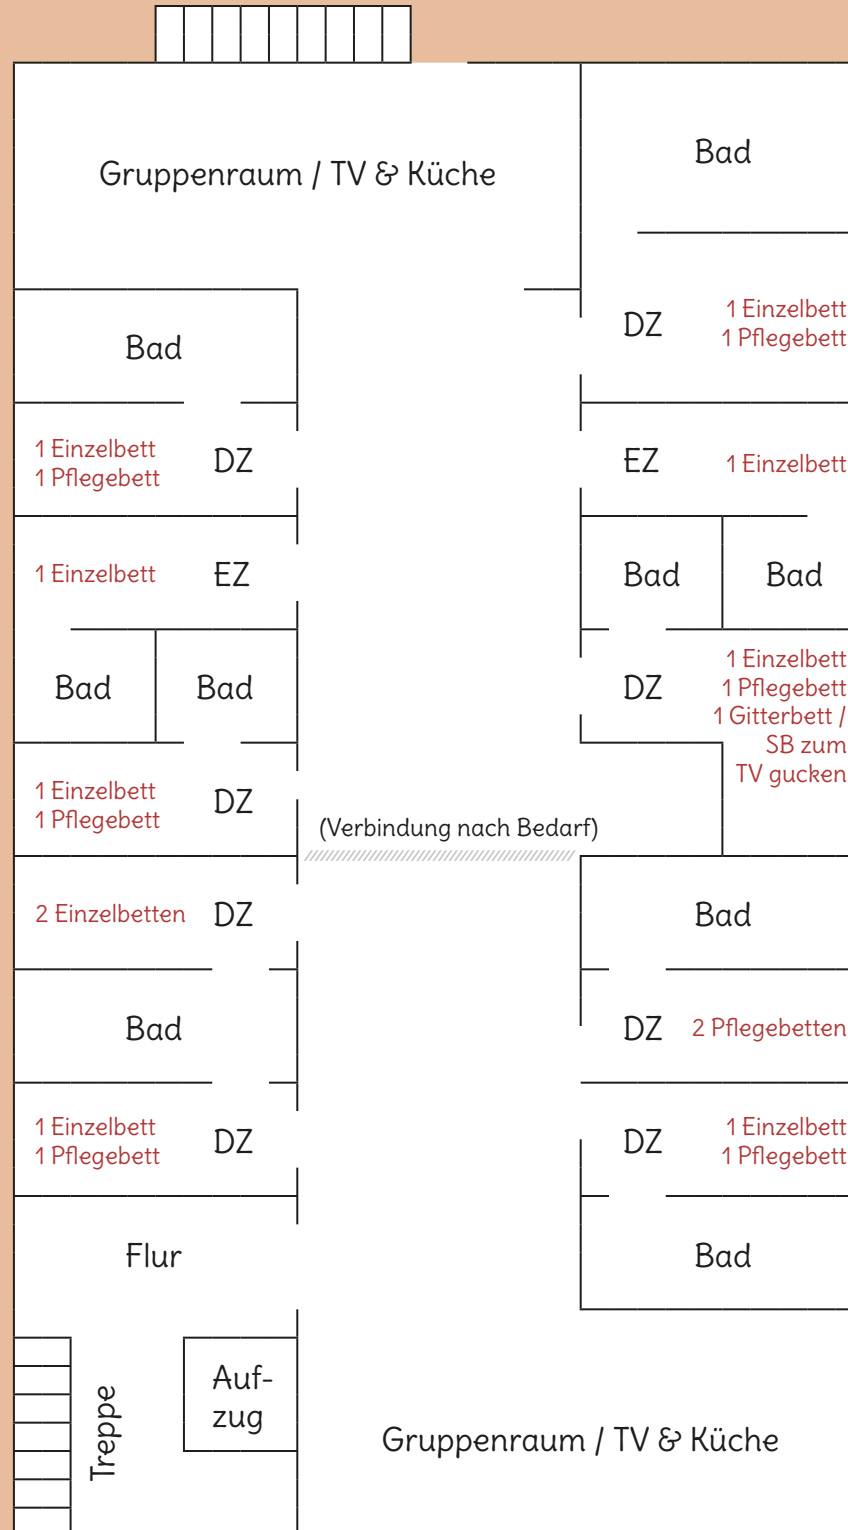 Gruppenraum / TV & Küche
Bad
DZ
1 Einzelbett
1 Pflegebett
Bad
1 Einzelbett
1 Pflegebett
DZ
EZ
1 Einzelbett
1 Einzelbett
EZ
Bad
Bad
Bad
Bad
DZ
1 Einzelbett
1 Pflegebett
1 Gitterbett /
SB zum
TV gucken
1 Einzelbett
1 Pflegebett
DZ
(Verbindung nach Bedarf)
2 Einzelbetten
DZ
Bad
Bad
DZ
2 Pflegebetten
1 Einzelbett
1 Pflegebett
DZ
DZ
1 Einzelbett
1 Pflegebett
Flur
Bad
Treppe
Auf-
zug
Gruppenraum / TV & Küche